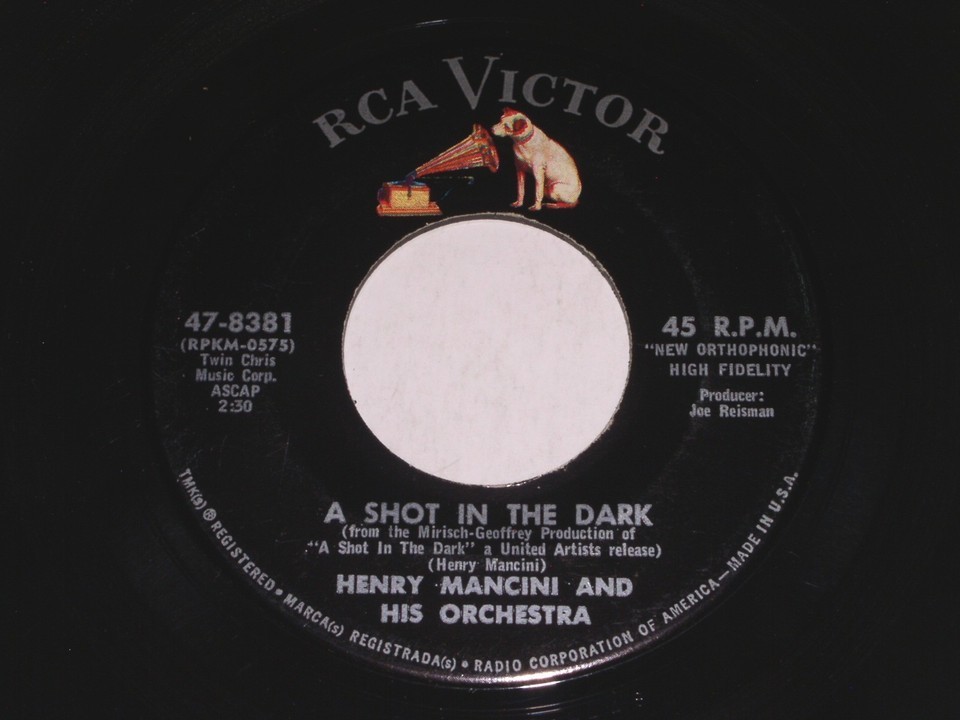 RCA VICTOR
47-8381
(RPKM-0575)
Twin Chris
Music Corp.
ASCAP
2:30
45 R.P.M.
"NEW ORTHOPHONIC"
HIGH FIDELITY
Producer:
Joe Reisman
A SHOT IN THE DARK
(from the Mirisch-Geoffrey Production of
"A Shot In The Dark" a United Artists release)
(Henry Mancini)
HENRY MANCINI AND
HIS ORCHESTRA
TMK(s) ® REGISTERED • MARCA(s) REGISTRADA(s) • RADIO CORPORATION OF AMERICA—MADE IN U.S.A.